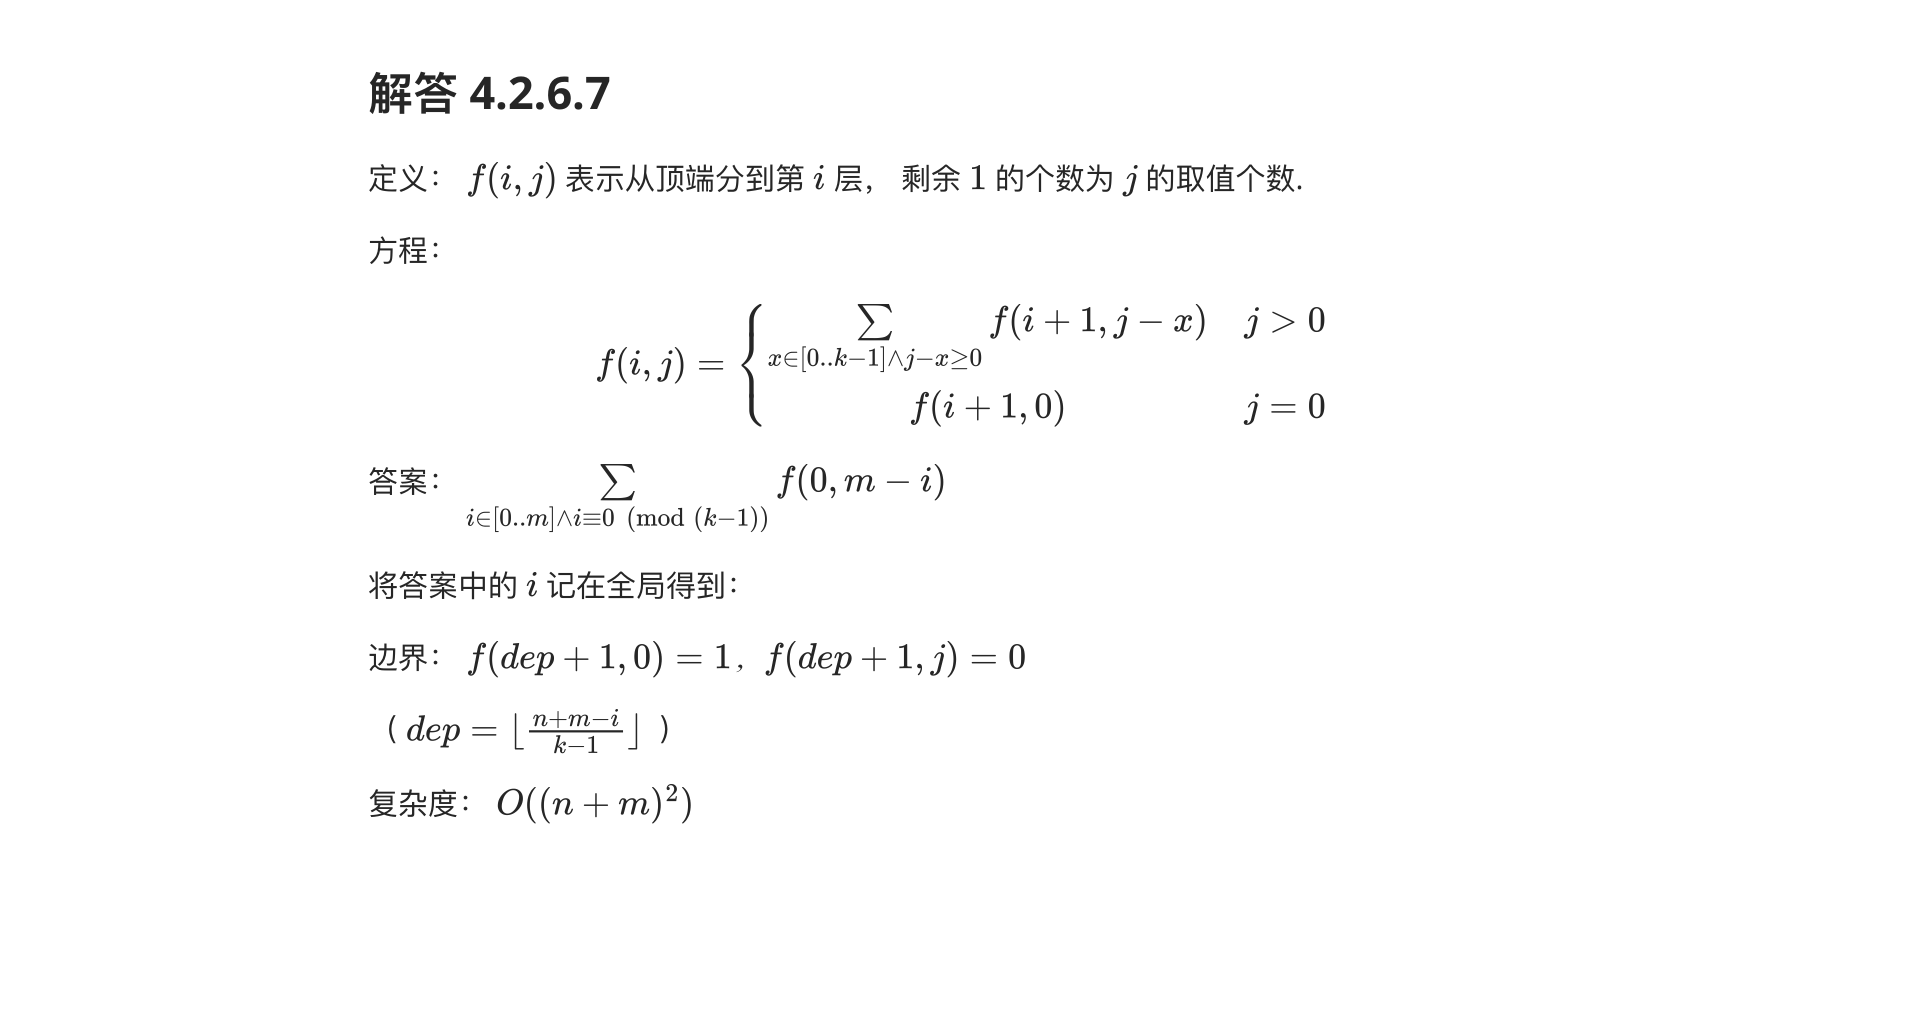 解答 4.2.6.7
定义： $f(i,j)$ 表示从顶端分到第 $i$ 层， 剩余 $1$ 的个数为 $j$ 的取值个数.
方程：
$$f(i,j)=\begin{cases}\sum\limits_{x\in[0..k-1]\wedge j-x\geq 0} f(i+1,j-x) & j>0\\ f(i+1,0) & j=0\end{cases}$$
答案： $\sum\limits_{i\in[0..m]\wedge i\equiv 0 \pmod{(k-1)}} f(0,m-i)$
将答案中的 $i$ 记在全局得到：
边界： $f(dep+1,0)=1$，$f(dep+1,j)=0$
（$dep=\lfloor\frac{n+m-i}{k-1}\rfloor$ ）
复杂度： $O((n+m)^2)$